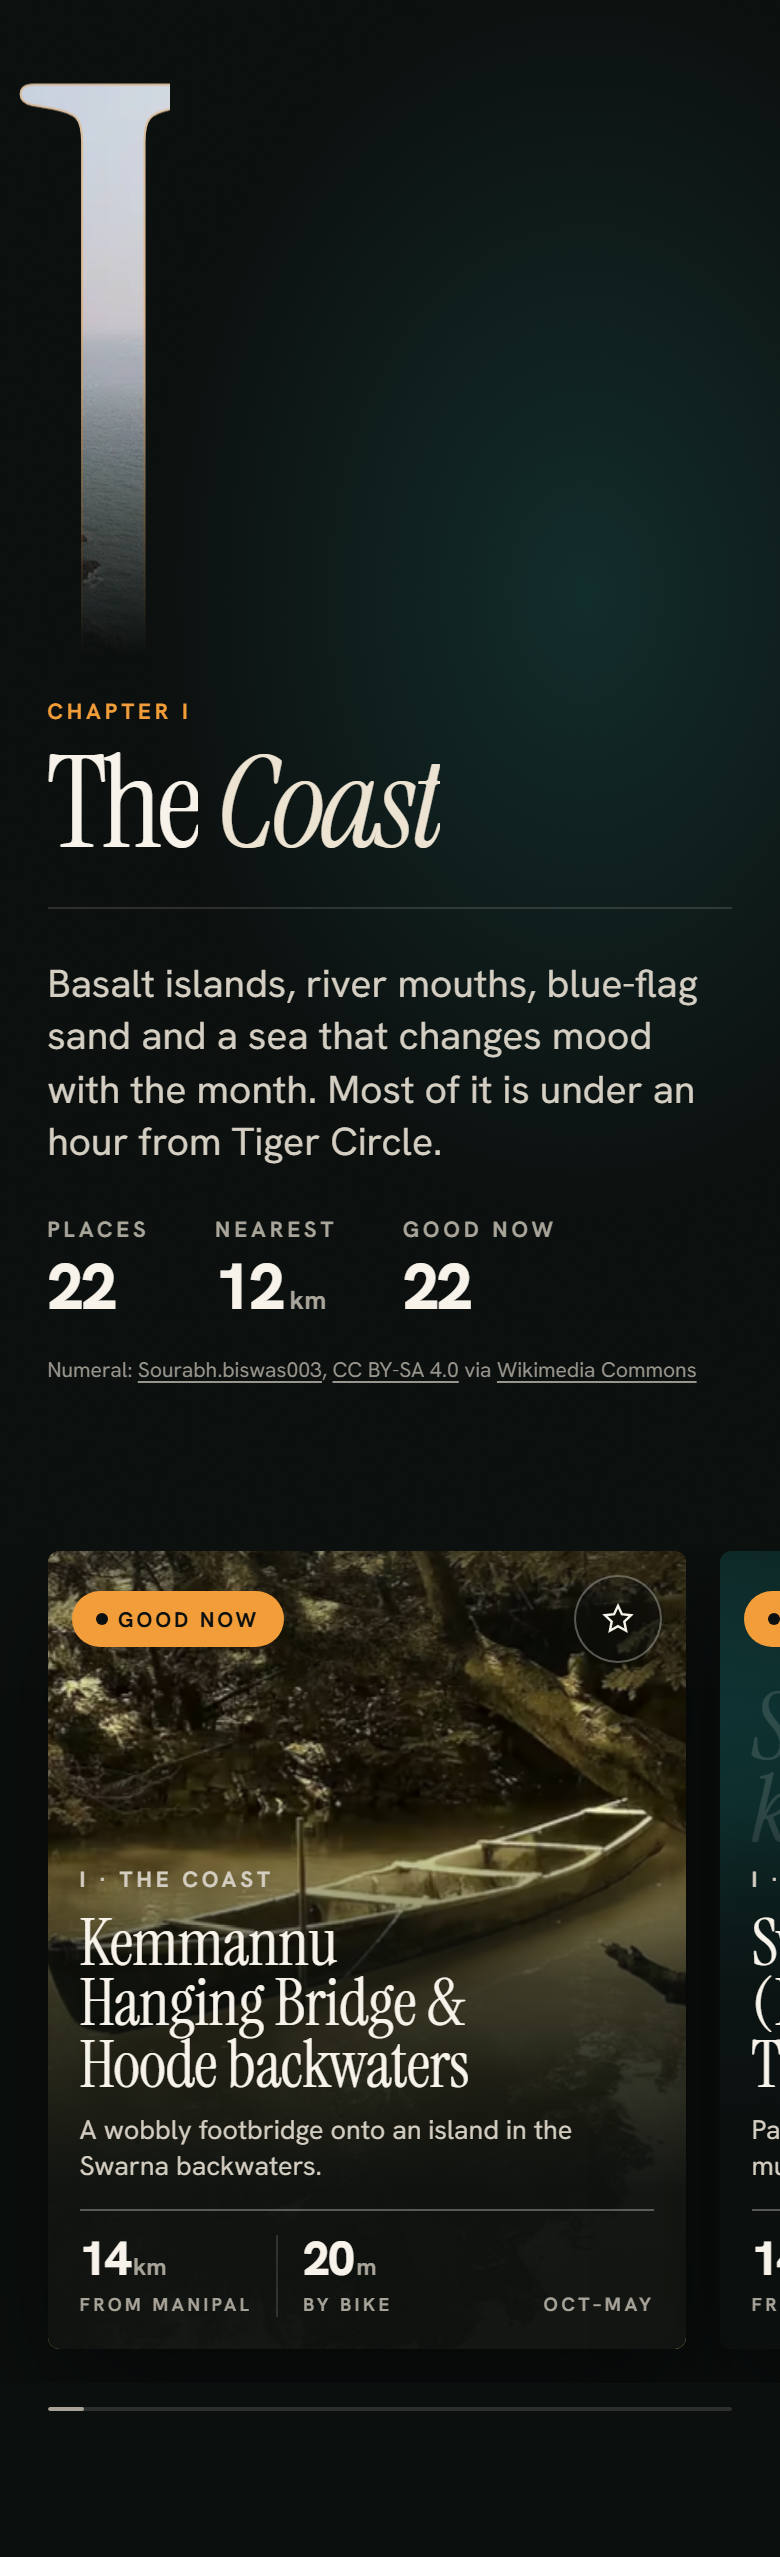 I
CHAPTER I
The Coast
Basalt islands, river mouths, blue-flag
sand and a sea that changes mood
with the month. Most of it is under an
hour from Tiger Circle.
PLACES NEAREST GOOD NOW
22 12 km 22
Numeral: Sourabh.biswas003, CC BY-SA 4.0 via Wikimedia Commons
GOOD NOW
I · THE COAST
Kemmannu
Hanging Bridge &
Hoode backwaters
A wobbly footbridge onto an island in the
Swarna backwaters.
14km 20m
FROM MANIPAL BY BIKE OCT–MAY